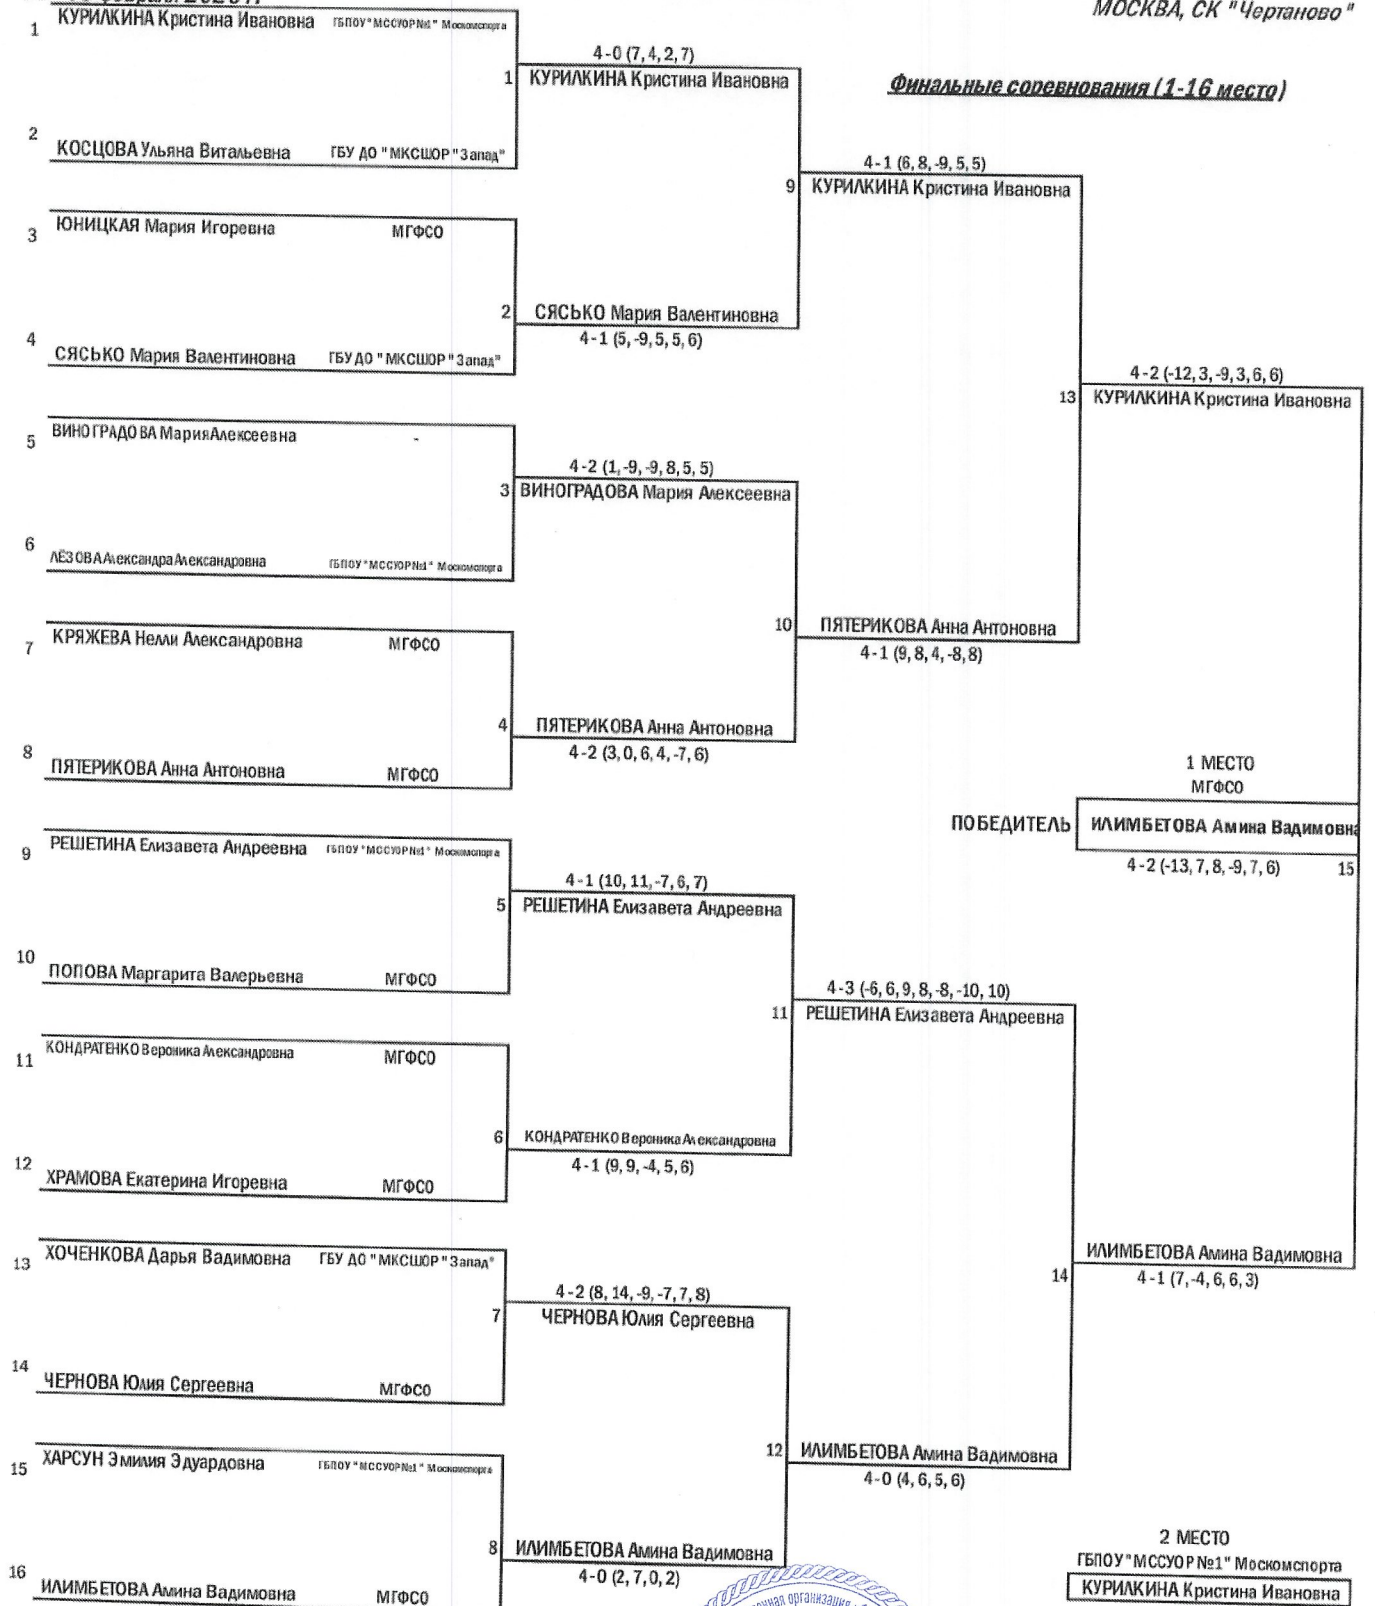 МОСКВА, СК "Чертаново"
Финальные соревнования (1-16 место)
1 КУРИЛКИНА Кристина Ивановна ГБПОУ "МССУОР №1" Москомспорта
4-0 (7, 4, 2, 7)
1 КУРИЛКИНА Кристина Ивановна
2 КОСЦОВА Ульяна Витальевна ГБУ ДО "МКСШОР "Запад"
4-1 (6, 8, -9, 5, 5)
9 КУРИЛКИНА Кристина Ивановна
3 ЮНИЦКАЯ Мария Игоревна МГФСО
2 СЯСЬКО Мария Валентиновна
4-1 (5, -9, 5, 5, 6)
4 СЯСЬКО Мария Валентиновна ГБУ ДО "МКСШОР "Запад"
4-2 (-12, 3, -9, 3, 6, 6)
13 КУРИЛКИНА Кристина Ивановна
5 ВИНОГРАДОВА МарияАлексеевна -
4-2 (1, -9, -9, 8, 5, 5)
3 ВИНОГРАДОВА Мария Алексеевна
6 ЛЁЗОВА Александра Александровна ГБПОУ "МССУОР №1" Москомспорта
10 ПЯТЕРИКОВА Анна Антоновна
4-1 (9, 8, 4, -8, 8)
7 КРЯЖЕВА Нелли Александровна МГФСО
4 ПЯТЕРИКОВА Анна Антоновна
4-2 (3, 0, 6, 4, -7, 6)
8 ПЯТЕРИКОВА Анна Антоновна МГФСО
1 МЕСТО
МГФСО
ПОБЕДИТЕЛЬ ИЛИМБЕТОВА Амина Вадимовна
4-2 (-13, 7, 8, -9, 7, 6) 15
9 РЕШЕТИНА Елизавета Андреевна ГБПОУ "МССУОР №1" Москомспорта
4-1 (10, 11, -7, 6, 7)
5 РЕШЕТИНА Елизавета Андреевна
10 ПОПОВА Маргарита Валерьевна МГФСО
4-3 (-6, 6, 9, 8, -8, -10, 10)
11 РЕШЕТИНА Елизавета Андреевна
11 КОНДРАТЕНКО Вероника Александровна МГФСО
6 КОНДРАТЕНКО Вероника Александровна
4-1 (9, 9, -4, 5, 6)
12 ХРАМОВА Екатерина Игоревна МГФСО
13 ХОЧЕНКОВА Дарья Вадимовна ГБУ ДО "МКСШОР "Запад"
14 ИЛИМБЕТОВА Амина Вадимовна
4-1 (7, -4, 6, 6, 3)
4-2 (8, 14, -9, -7, 7, 8)
7 ЧЕРНОВА Юлия Сергеевна
14 ЧЕРНОВА Юлия Сергеевна МГФСО
12 ИЛИМБЕТОВА Амина Вадимовна
4-0 (4, 6, 5, 6)
15 ХАРСУН Эмилия Эдуардовна ГБПОУ "МССУОР №1" Москомспорта
8 ИЛИМБЕТОВА Амина Вадимовна
4-0 (2, 7, 0, 2)
16 ИЛИМБЕТОВА Амина Вадимовна МГФСО
2 МЕСТО
ГБПОУ "МССУОР №1" Москомспорта
КУРИЛКИНА Кристина Ивановна
организация